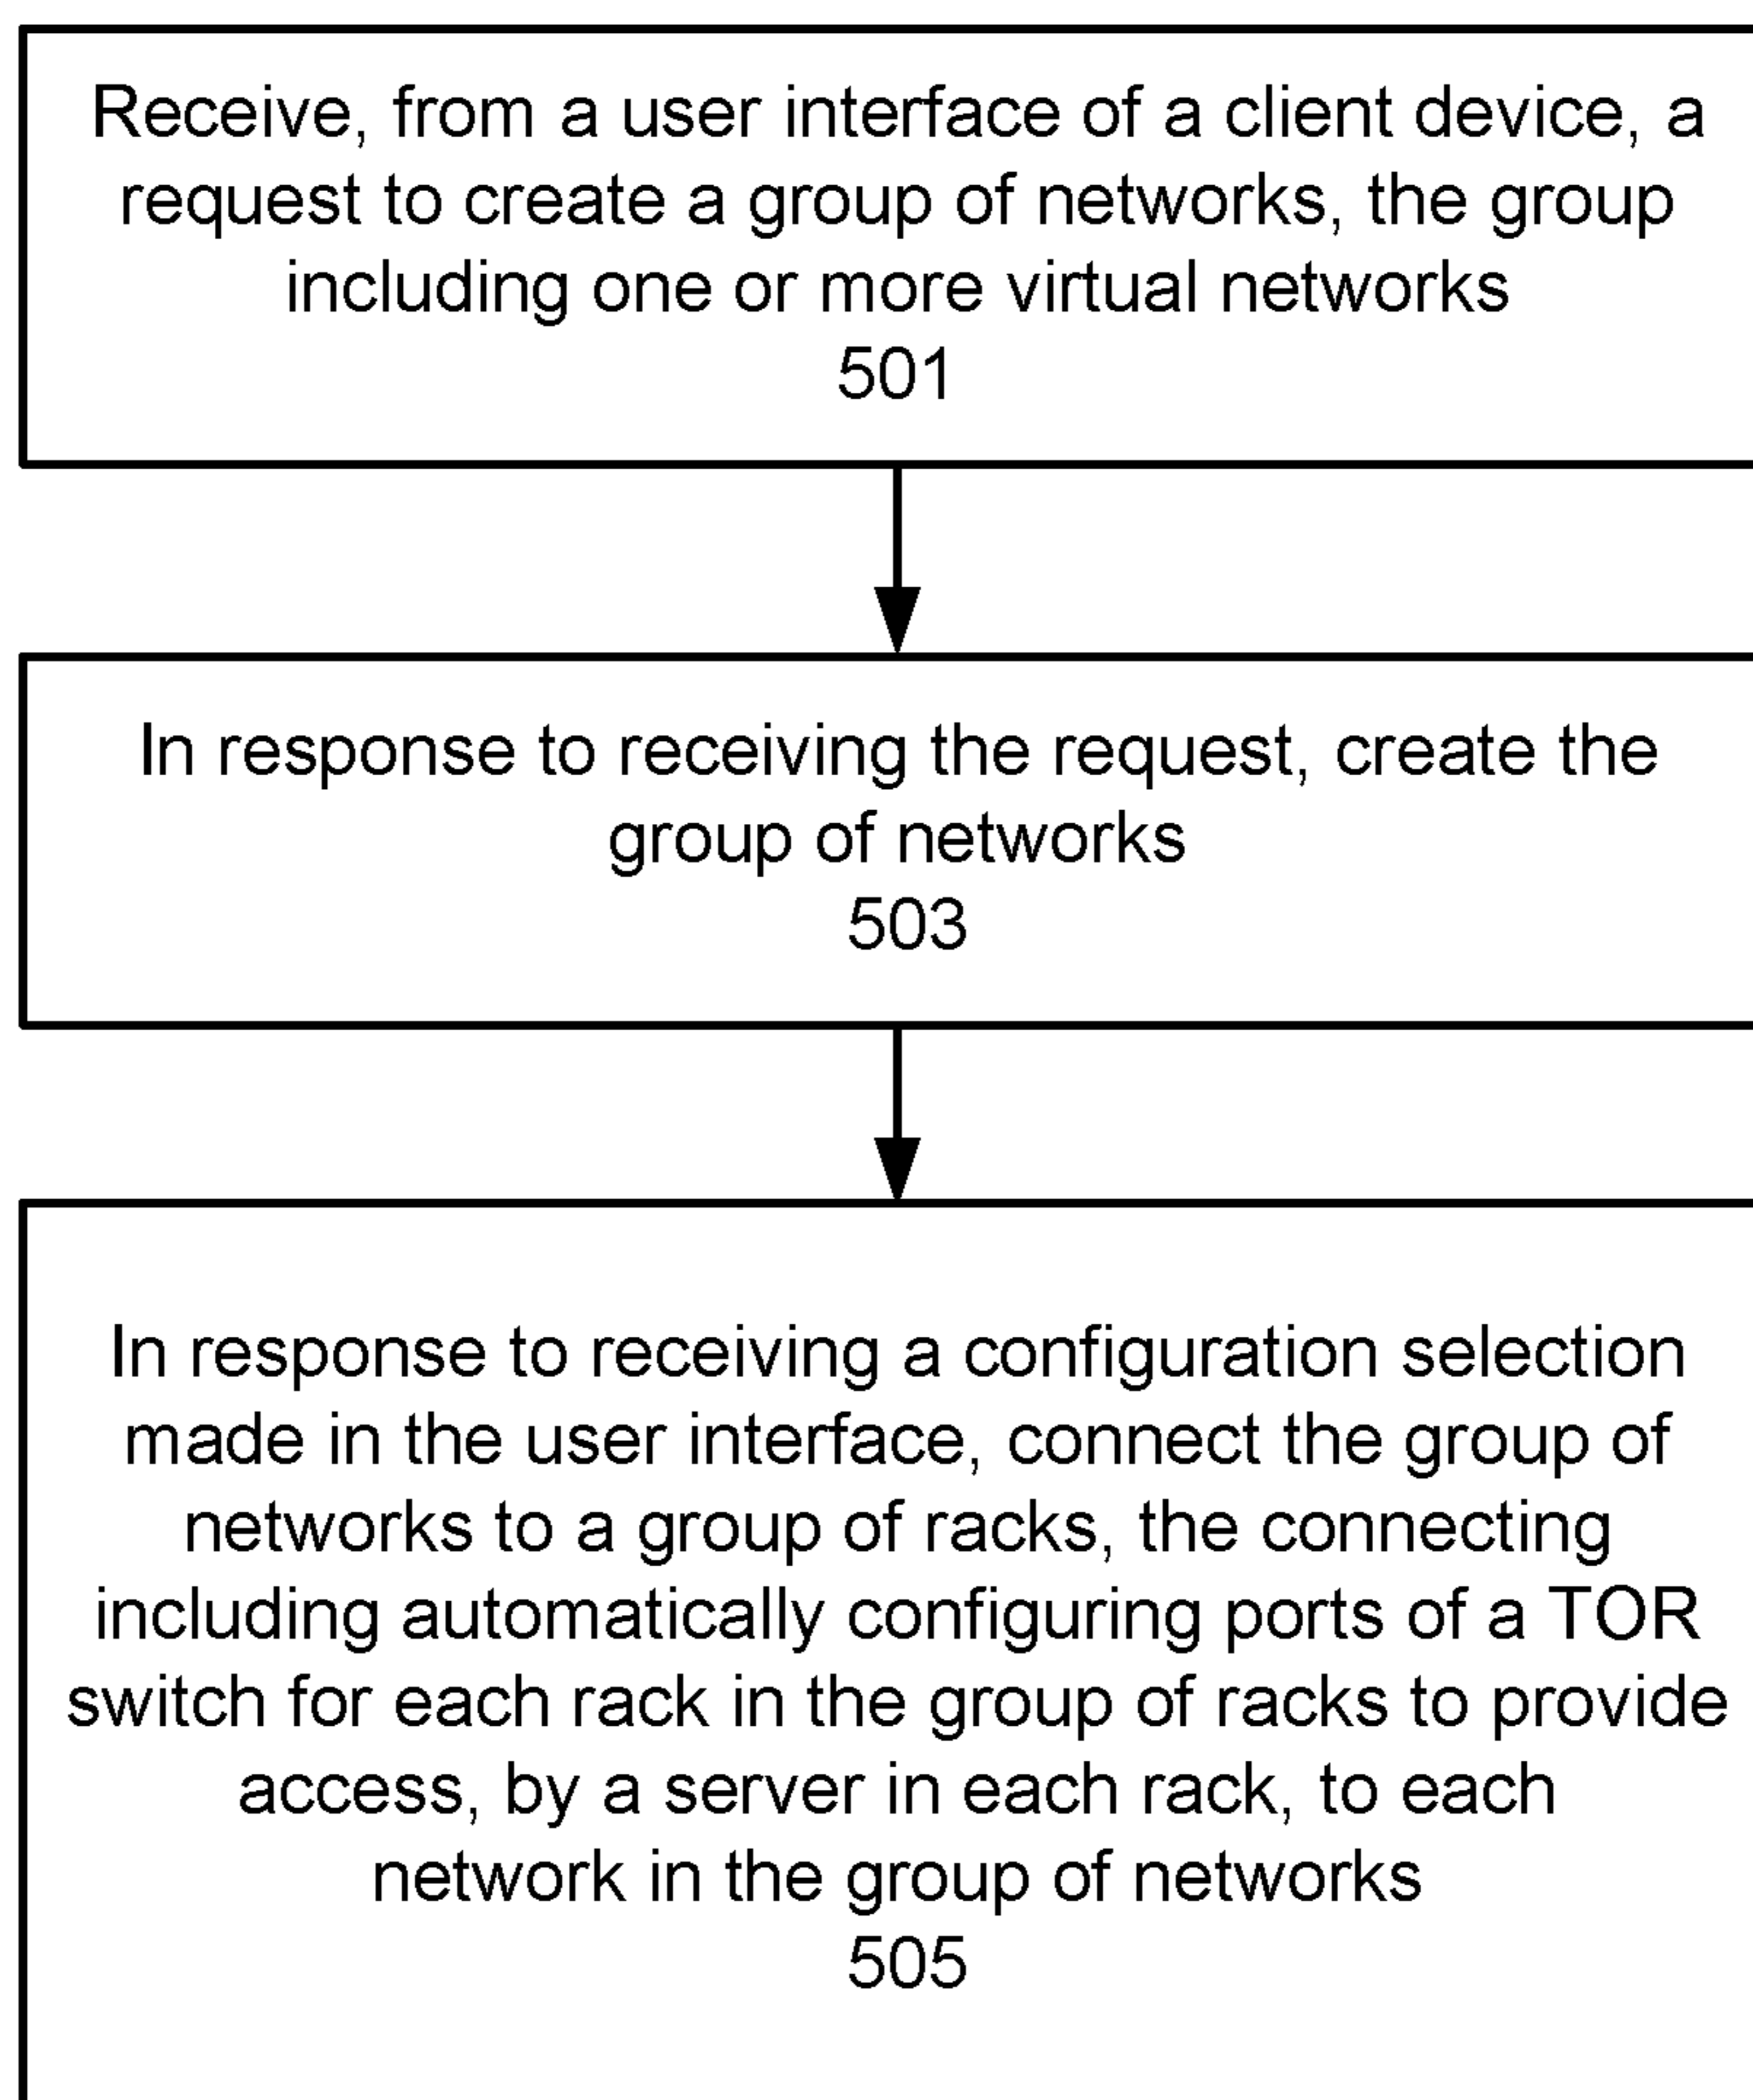 Receive, from a user interface of a client device, a
request to create a group of networks, the group
including one or more virtual networks
501
In response to receiving the request, create the
group of networks
503
In response to receiving a configuration selection
made in the user interface, connect the group of
networks to a group of racks, the connecting
including automatically configuring ports of a TOR
switch for each rack in the group of racks to provide
access, by a server in each rack, to each
network in the group of networks
505